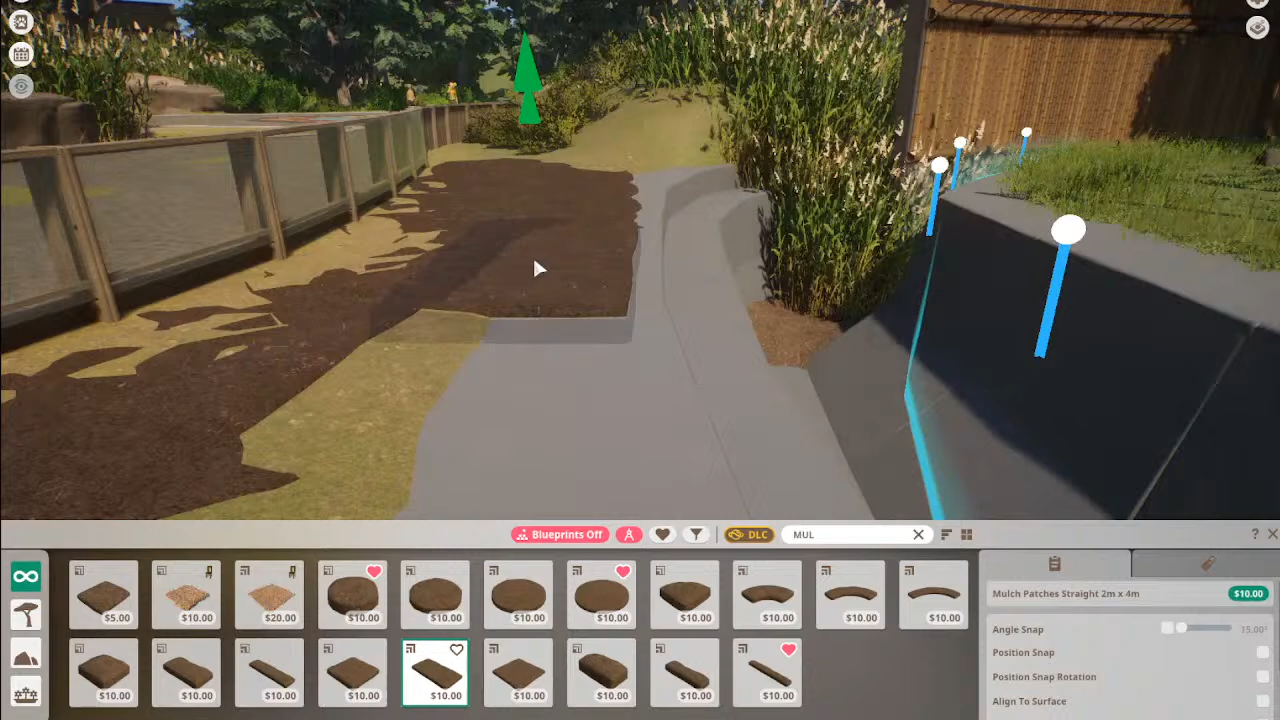 Blueprints Off
DLC
MUL
?
$5.00
$10.00
$20.00
$10.00
$10.00
$10.00
$10.00
$10.00
$10.00
$10.00
$10.00
Mulch Patches Straight 2m x 4m
$10.00
Angle Snap
15.00°
Position Snap
Position Snap Rotation
Align To Surface
$10.00
$10.00
$10.00
$10.00
$10.00
$10.00
$10.00
$10.00
$10.00